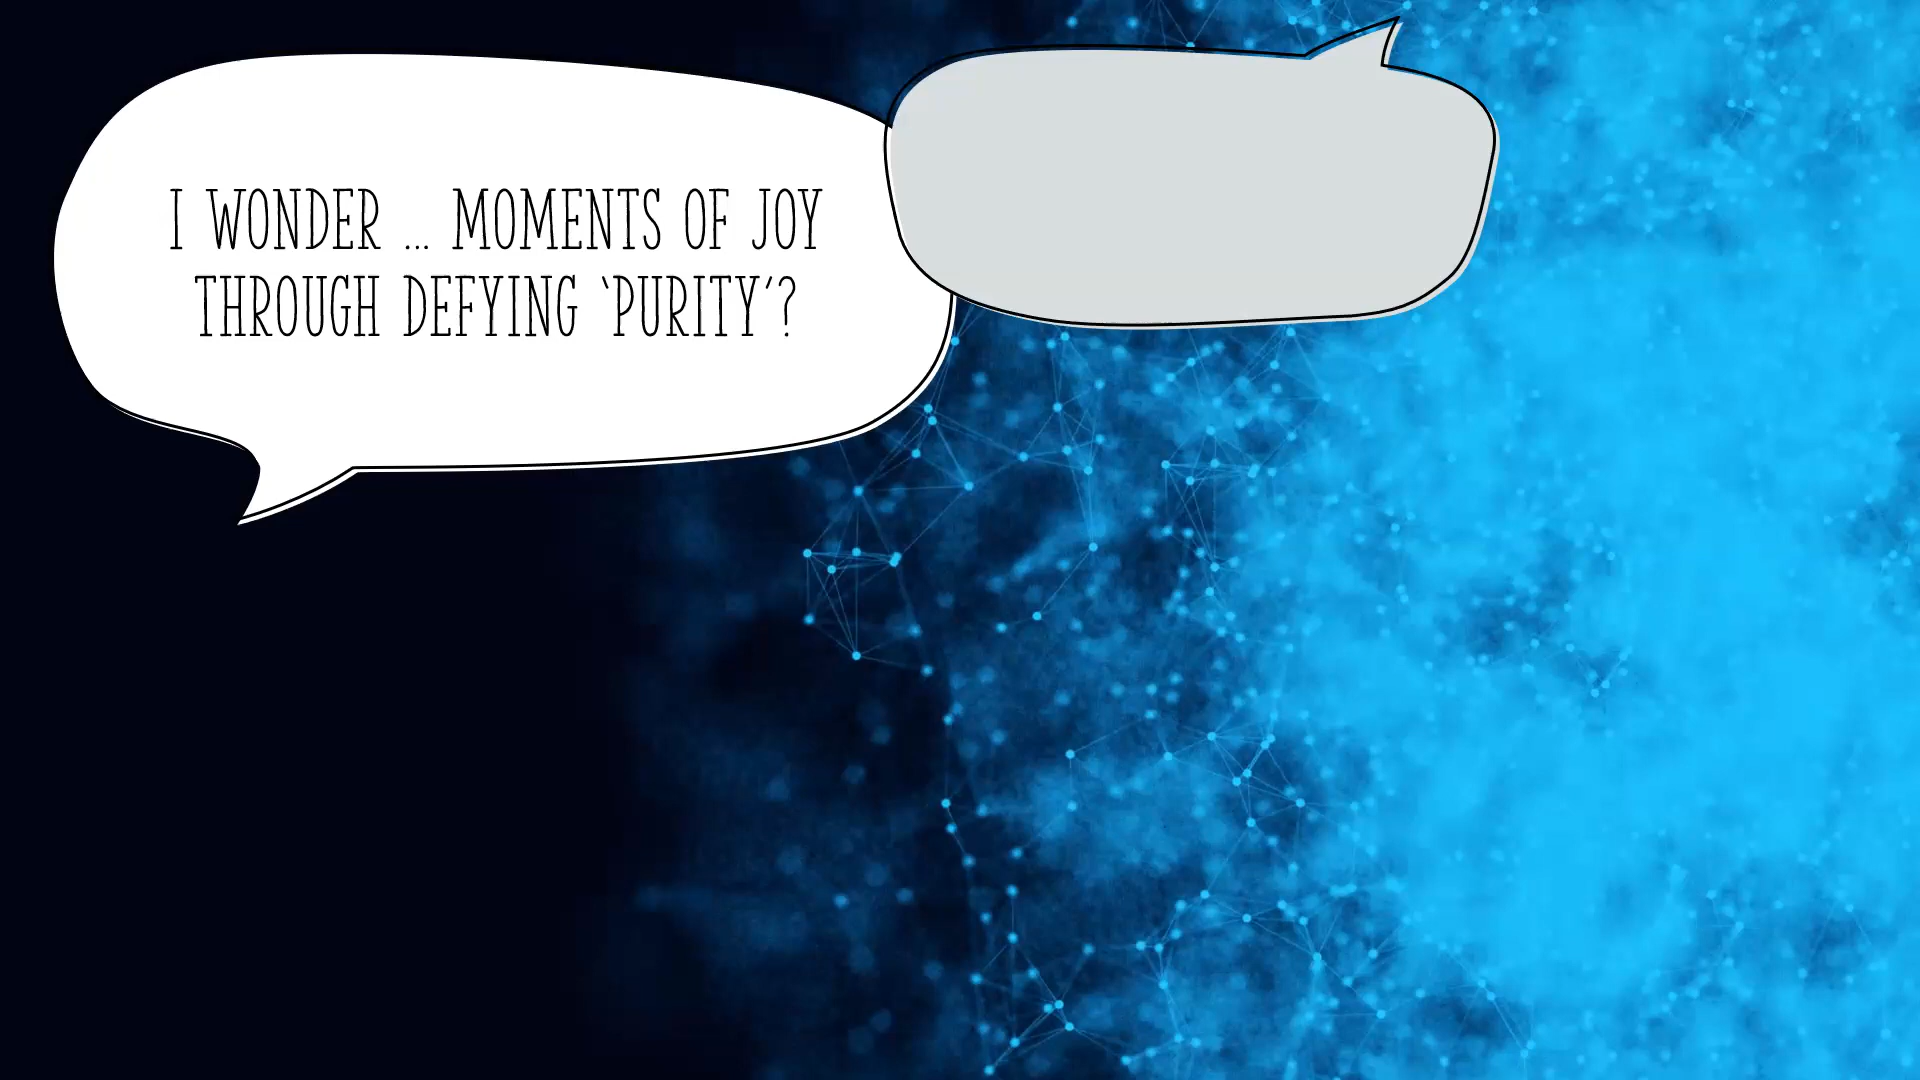 I WONDER ... MOMENTS OF JOY
THROUGH DEFYING ‘PURITY’?